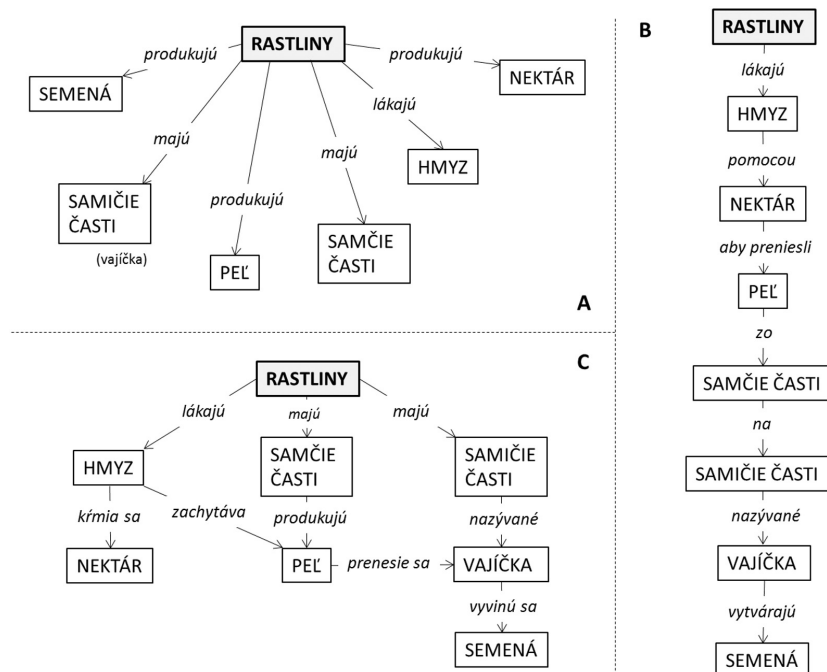 RASTLINY
produkujú
produkujú
SEMENÁ
NEKTÁR
majú
lákajú
majú
HMYZ
SAMIČIE
ČASTI
(vajíčka)
produkujú
PEĽ
SAMČIE
ČASTI
A
B
RASTLINY
lákajú
HMYZ
pomocou
NEKTÁR
aby preniesli
PEĽ
zo
SAMČIE ČASTI
na
SAMIČIE ČASTI
nazývané
VAJÍČKA
vytvárajú
SEMENÁ
C
RASTLINY
lákajú
majú
majú
HMYZ
SAMČIE
ČASTI
SAMIČIE
ČASTI
kŕmia sa
zachytáva
produkujú
nazývané
NEKTÁR
PEĽ
prenesie sa
VAJÍČKA
vyvinú sa
SEMENÁ